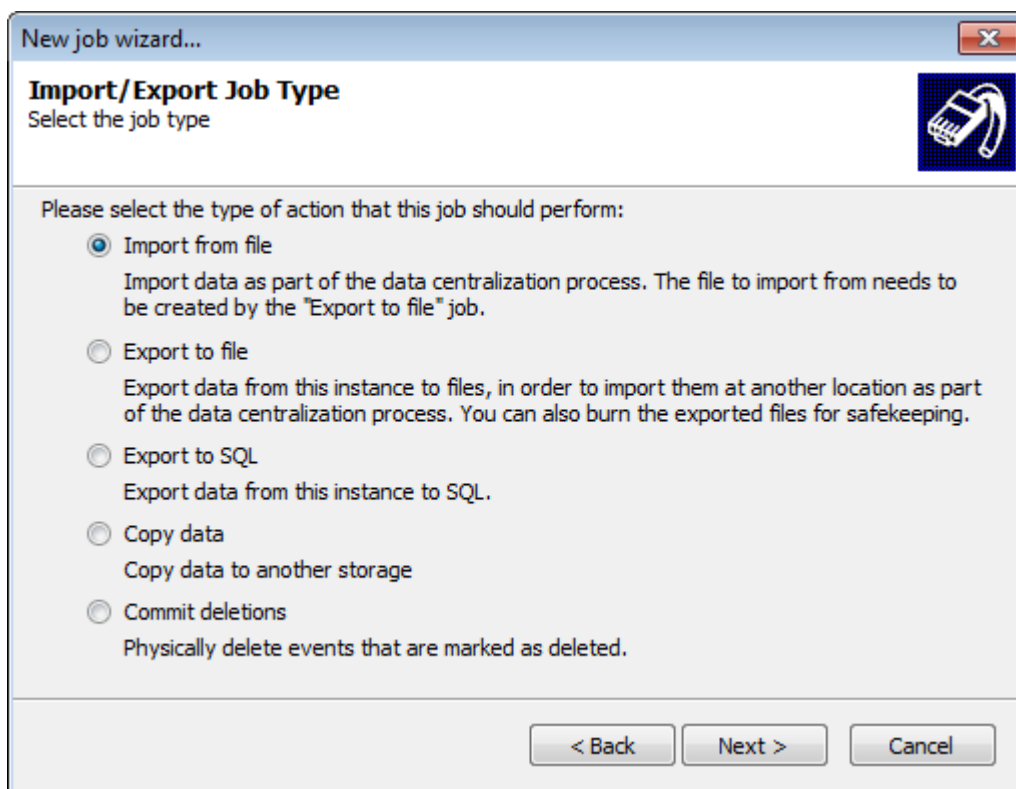 New job wizard...
Import/Export Job Type
Select the job type
Please select the type of action that this job should perform:
Import from file
Import data as part of the data centralization process. The file to import from needs to
be created by the "Export to file" job.
Export to file
Export data from this instance to files, in order to import them at another location as part
of the data centralization process. You can also burn the exported files for safekeeping.
Export to SQL
Export data from this instance to SQL.
Copy data
Copy data to another storage
Commit deletions
Physically delete events that are marked as deleted.
< Back Next > Cancel